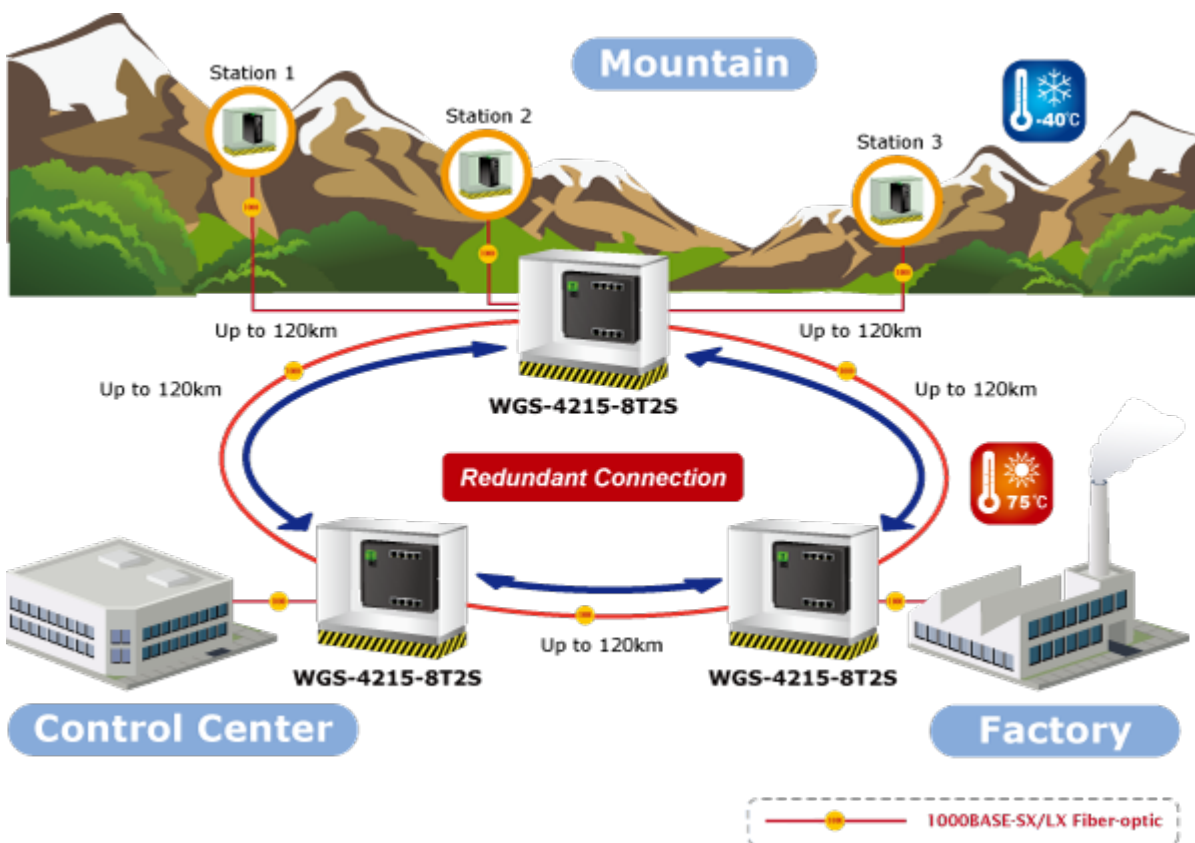 Mountain
Station 1
Station 2
Station 3
-40°C
Up to 120km
Up to 120km
Up to 120km
Up to 120km
WGS-4215-8T2S
Redundant Connection
75°C
Up to 120km
WGS-4215-8T2S
WGS-4215-8T2S
Control Center
Factory
1000BASE-SX/LX Fiber-optic